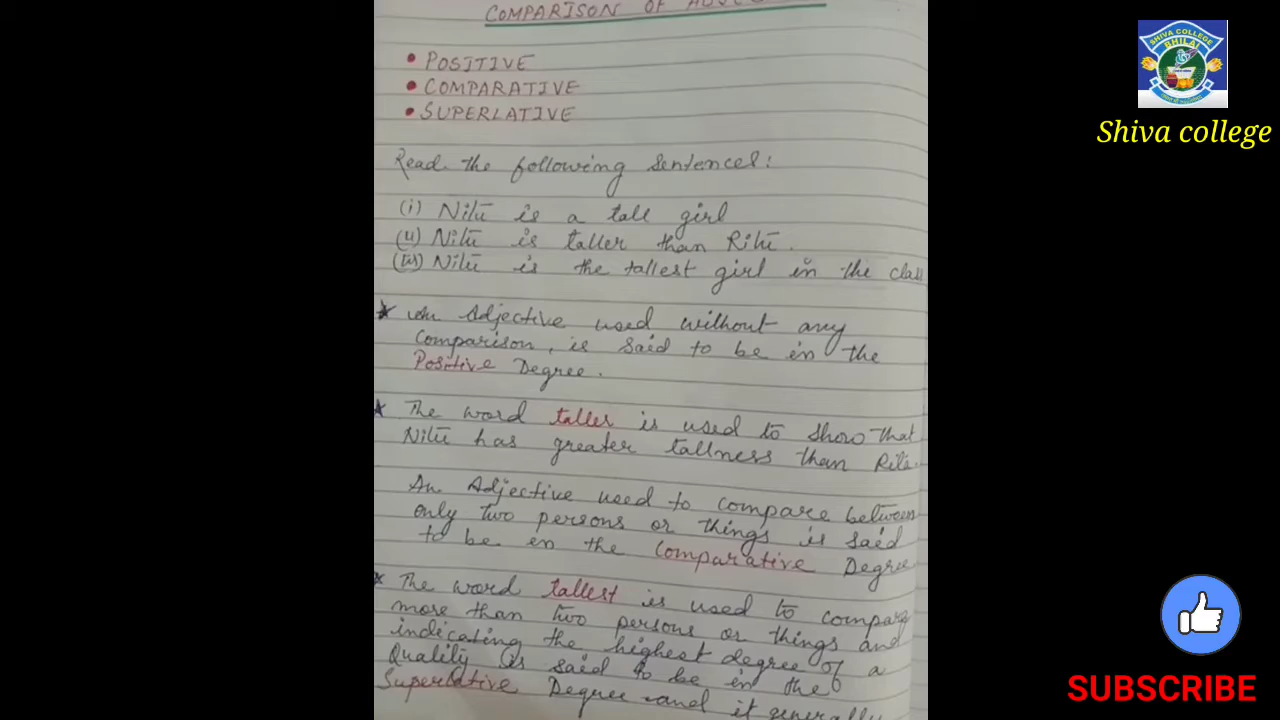 COMPARISON OF
• POSITIVE
• COMPARATIVE
• SUPERLATIVE
Read the following sentences:
(i) Nitu is a tall girl
(ii) Nitu is taller than Ritu.
(iii) Nitu is the tallest girl in the class
An Adjective used without any
Comparison, is said to be in the
Positive Degree.
The word taller is used to show that
Nitu has greater tallness than Ritu.
An Adjective used to compare between
only two persons or things is said
to be in the Comparative Degree
The word tallest is used to compare
more than two persons or things and
indicating the highest degree of a
Quality is said to be in the
Superlative Degree and it generally
SHIVA COLLEGE
BHILAI
Shiva college
SUBSCRIBE